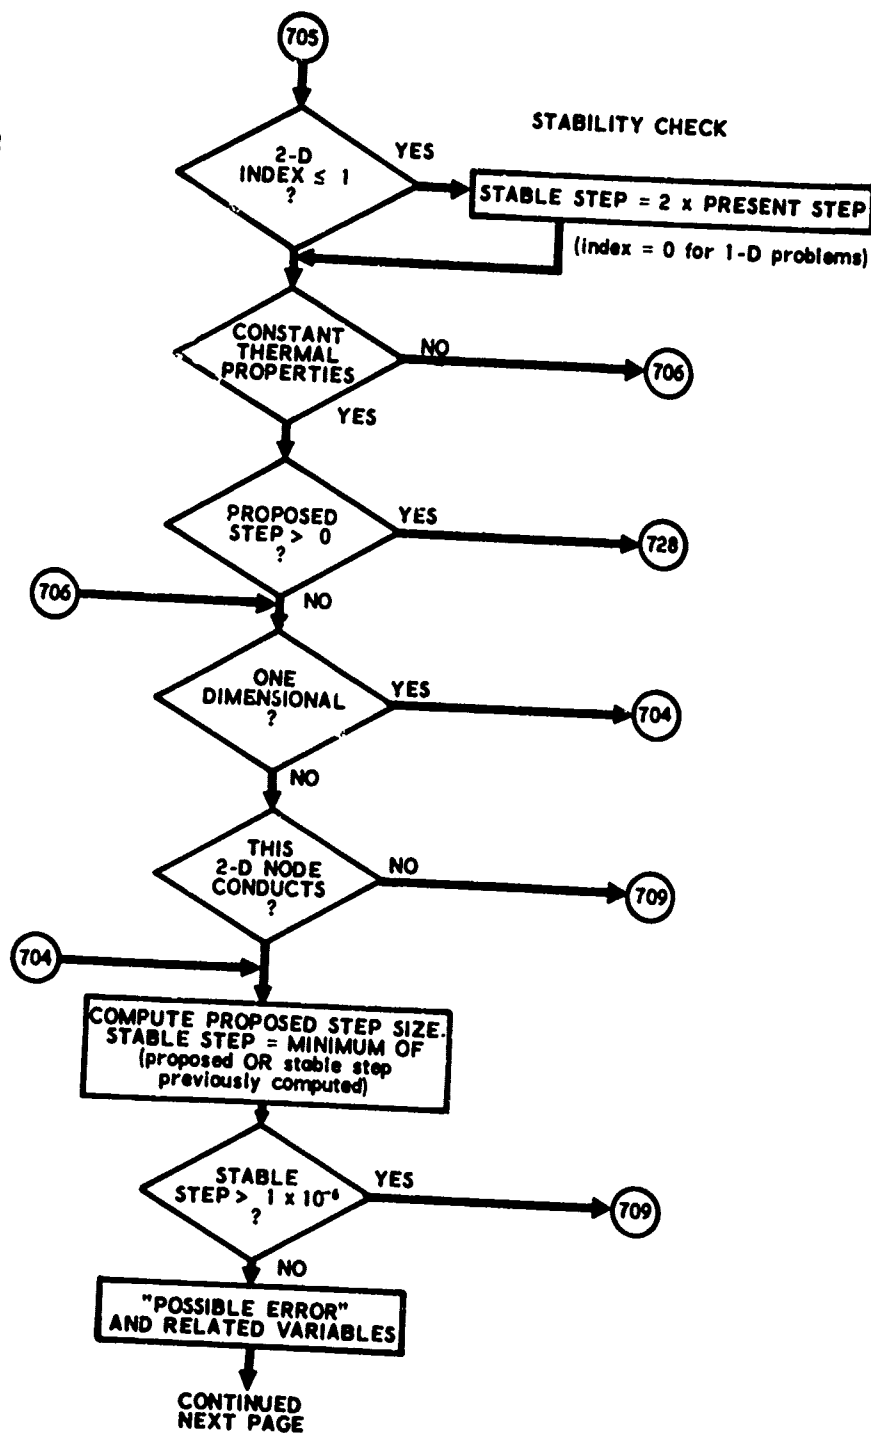 705
STABILITY CHECK
2-D
INDEX ≤ 1
?
YES
STABLE STEP = 2 x PRESENT STEP
(index = 0 for 1-D problems)
CONSTANT
THERMAL
PROPERTIES
NO
706
YES
PROPOSED
STEP > 0
?
YES
728
706
NO
ONE
DIMENSIONAL
?
YES
704
NO
THIS
2-D NODE
CONDUCTS
?
NO
709
704
COMPUTE PROPOSED STEP SIZE.
STABLE STEP = MINIMUM OF
(proposed OR stable step
previously computed)
STABLE
STEP > 1 x 10⁻⁶
?
YES
709
NO
"POSSIBLE ERROR"
AND RELATED VARIABLES
CONTINUED
NEXT PAGE